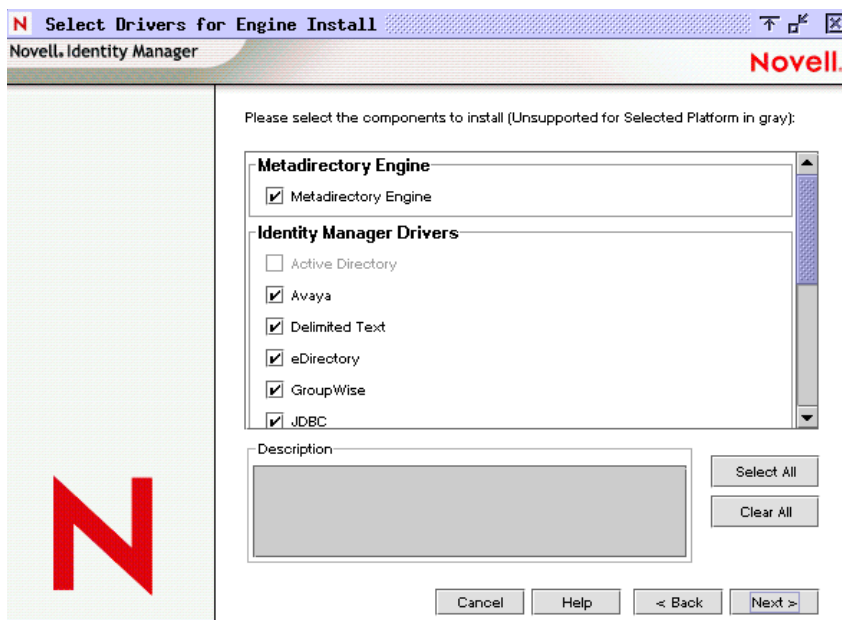 N Select Drivers for Engine Install
Novell. Identity Manager
Novell.
Please select the components to install (Unsupported for Selected Platform in gray):
Metadirectory Engine
Metadirectory Engine
Identity Manager Drivers
Active Directory
Avaya
Delimited Text
eDirectory
GroupWise
JDBC
Description
Select All
Clear All
N
Cancel Help < Back Next >